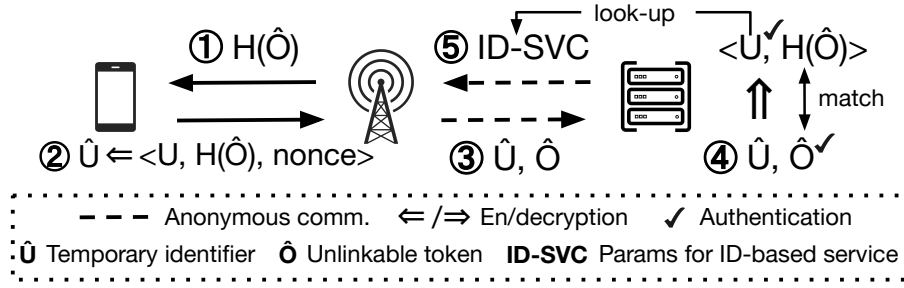 look-up
① H(Ô)
⑤ ID-SVC
<U, H(Ô)>
match
② Û ⇐ <U, H(Ô), nonce>
③ Û, Ô
④ Û, Ô
Anonymous comm. ⇐ /⇒ En/decryption ✓ Authentication
Û Temporary identifier Ô Unlinkable token ID-SVC Params for ID-based service